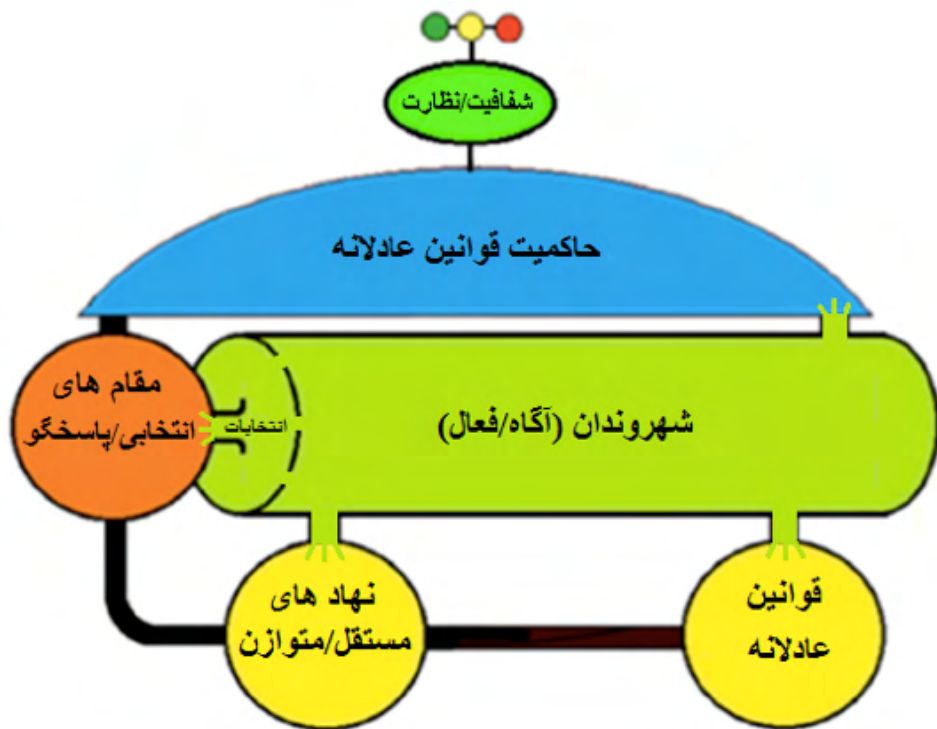 شفافیت/نظارت
حاکمیت قوانین عادلانه
مقام های
انتخابی/پاسخگو
انتخابات
شهروندان (آگاه/فعال)
نهاد های
مستقل/متوازن
قوانین
عادلانه